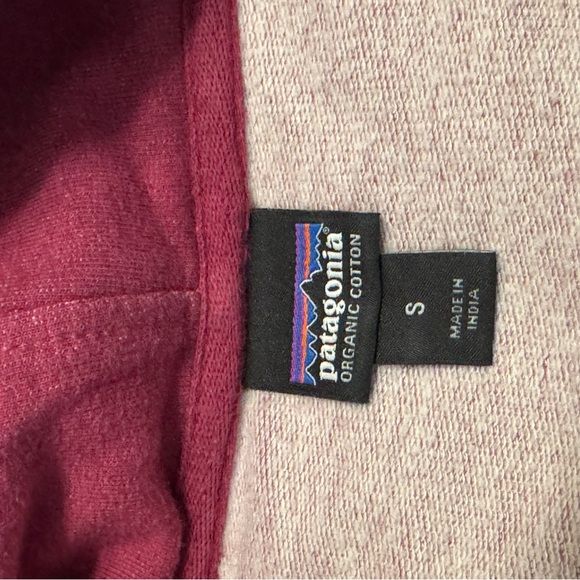 patagonia®
ORGANIC COTTON
S
MADE IN
INDIA